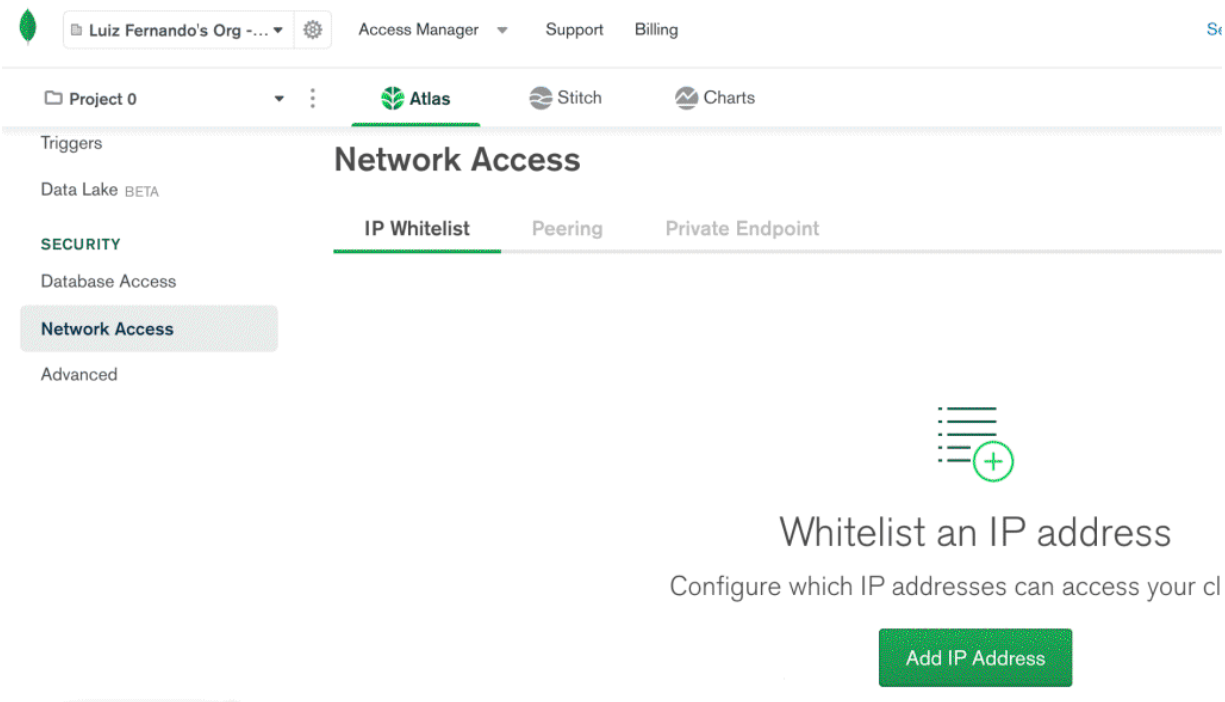 Luiz Fernando's Org -... Access Manager Support Billing
Project 0 Atlas Stitch Charts
Triggers
Data Lake BETA
SECURITY
Database Access
Network Access
Advanced
Network Access
IP Whitelist Peering Private Endpoint
Whitelist an IP address
Configure which IP addresses can access your cl
Add IP Address